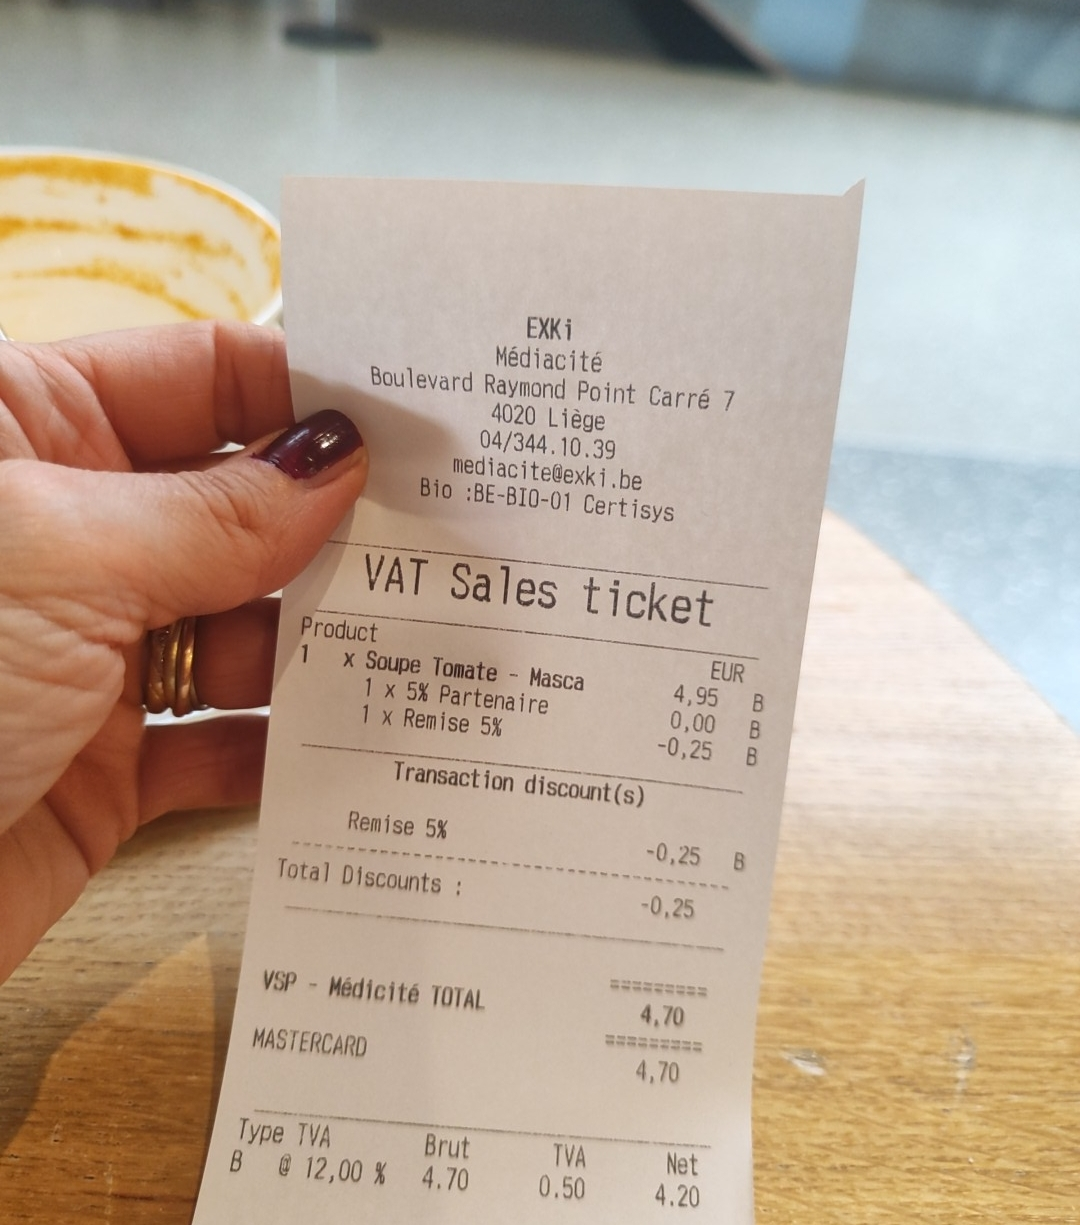 EXKi
Médiacité
Boulevard Raymond Point Carré 7
4020 Liège
04/344.10.39
mediacite@exki.be
Bio :BE-BIO-01 Certisys
VAT Sales ticket
Product EUR
1 x Soupe Tomate - Masca 4,95 B
1 x 5% Partenaire 0,00 B
1 x Remise 5% -0,25 B
Transaction discount(s)
Remise 5% -0,25 B
Total Discounts : -0,25
=========
VSP - Médicité TOTAL 4,70
=========
MASTERCARD 4,70
Type TVA Brut TVA Net
B @ 12,00 % 4.70 0.50 4.20